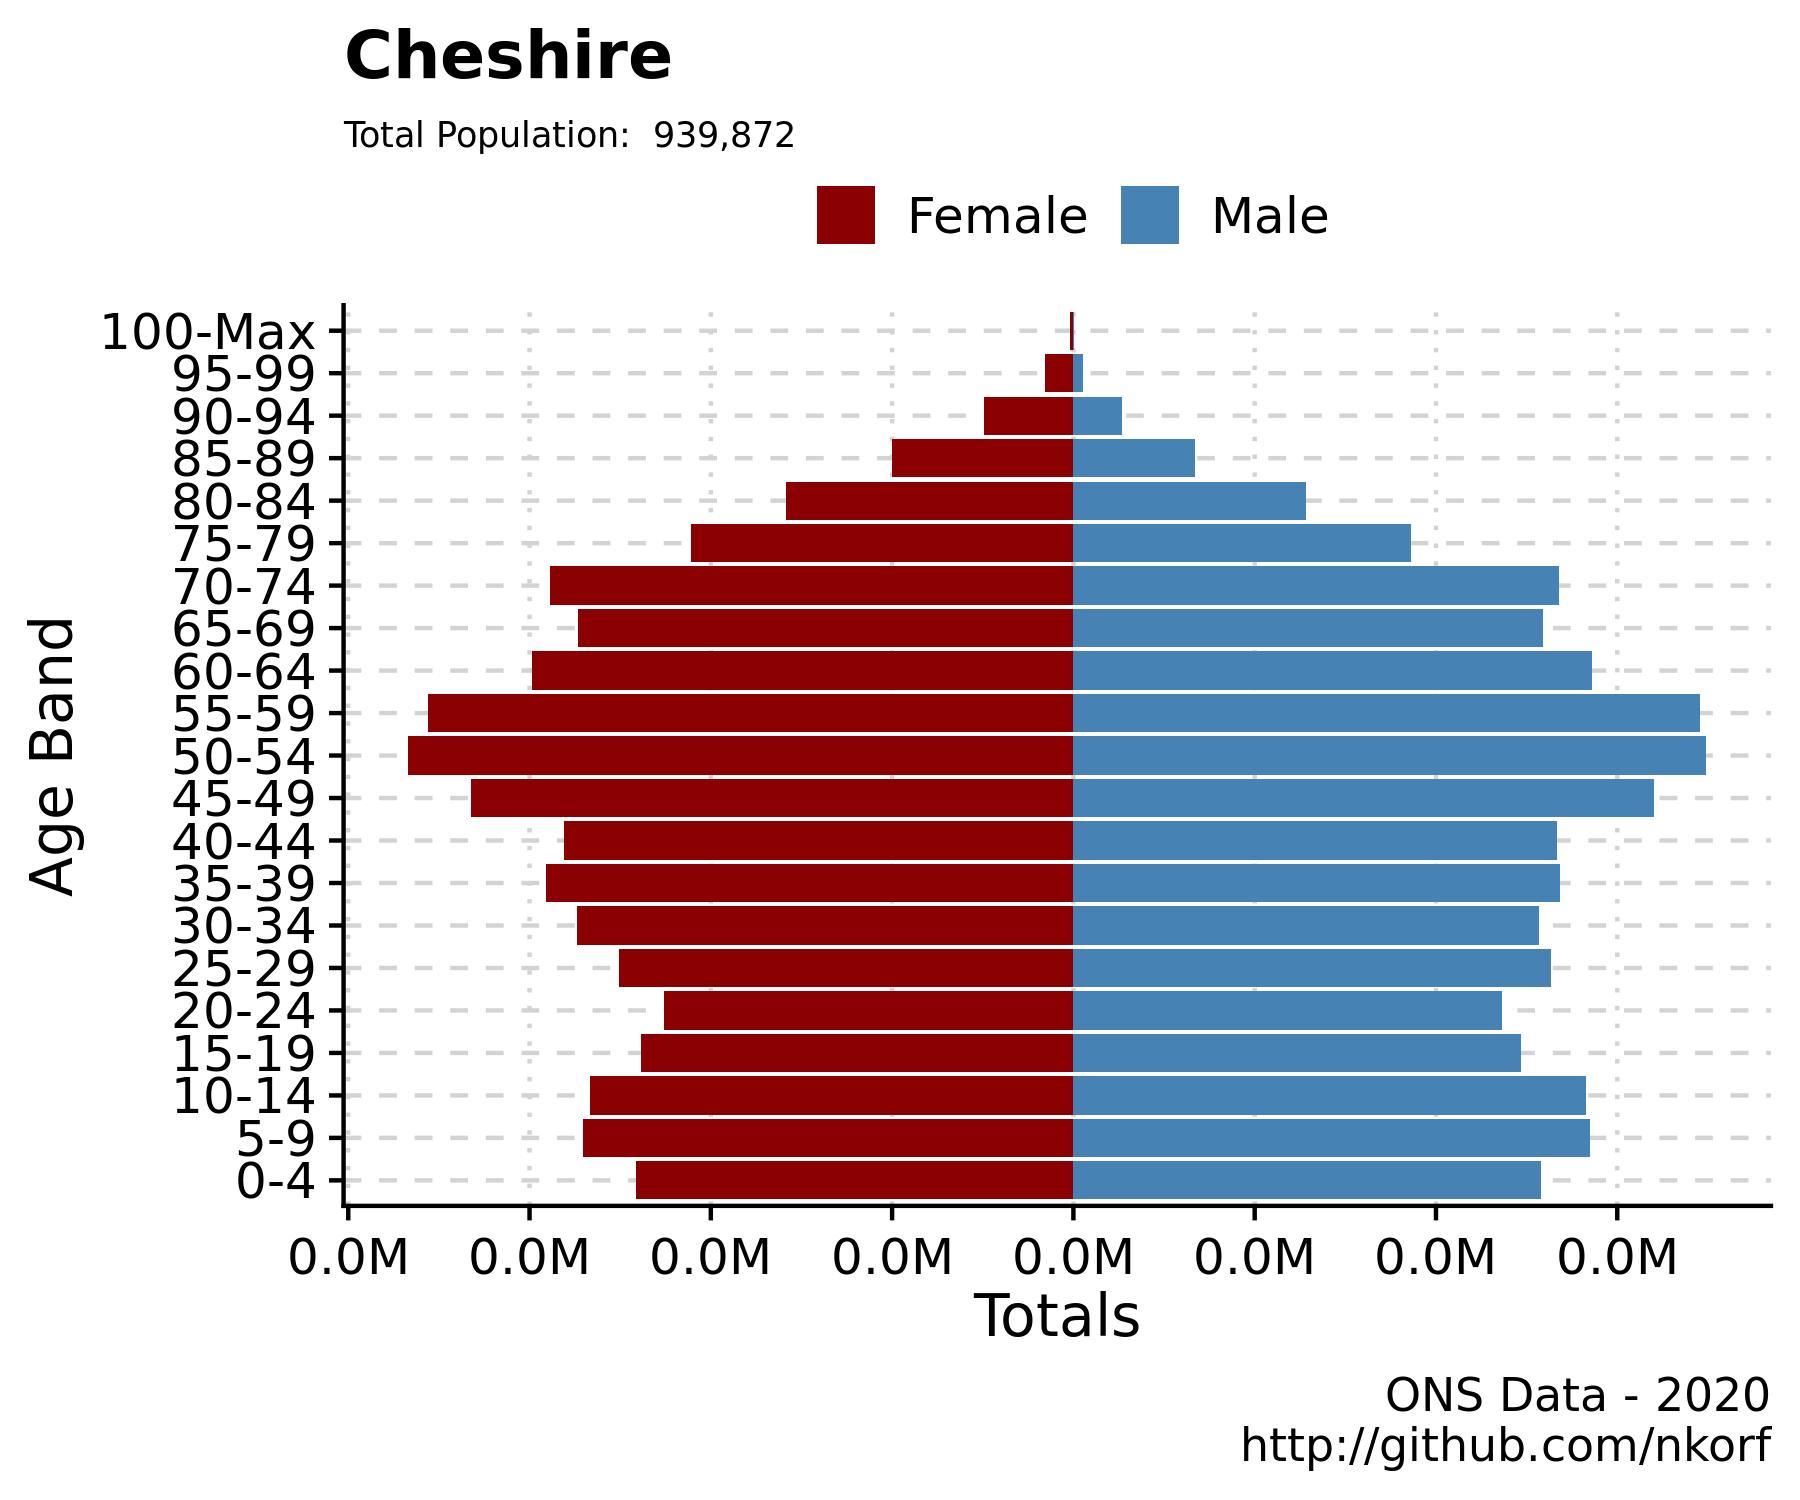 Cheshire
Total Population:  939,872
Female Male
100-Max
95-99
90-94
85-89
80-84
75-79
70-74
65-69
60-64
55-59
50-54
45-49
40-44
35-39
30-34
25-29
20-24
15-19
10-14
5-9
0-4
Age Band
0.0M 0.0M 0.0M 0.0M 0.0M 0.0M 0.0M 0.0M
Totals
ONS Data - 2020
http://github.com/nkorf